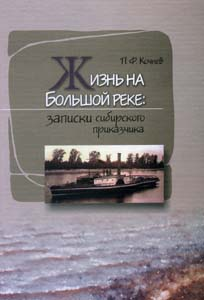 П.Ф. Кочнев
Жизнь на
Большой реке:
записки сибирского
приказчика